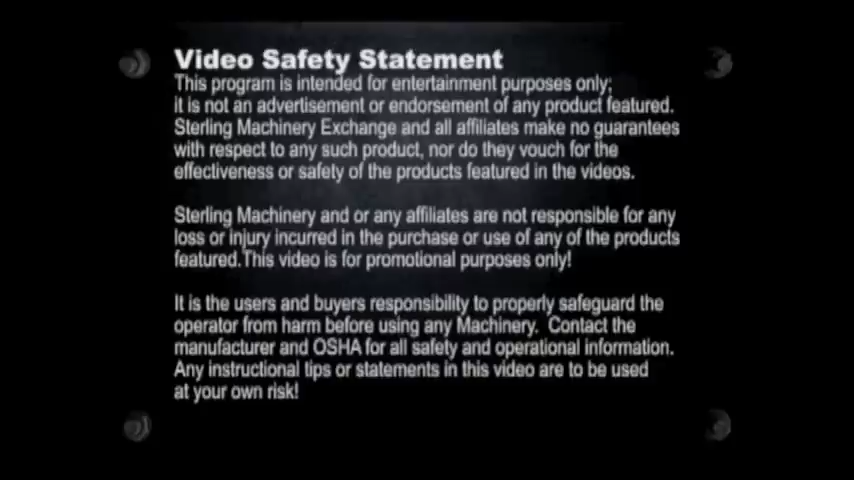 Video Safety Statement
This program is intended for entertainment purposes only;
it is not an advertisement or endorsement of any product featured.
Sterling Machinery Exchange and all affiliates make no guarantees
with respect to any such product, nor do they vouch for the
effectiveness or safety of the products featured in the videos.
Sterling Machinery and or any affiliates are not responsible for any
loss or injury incurred in the purchase or use of any of the products
featured.This video is for promotional purposes only!
It is the users and buyers responsibility to properly safeguard the
operator from harm before using any Machinery.  Contact the
manufacturer and OSHA for all safety and operational information.
Any instructional tips or statements in this video are to be used
at your own risk!